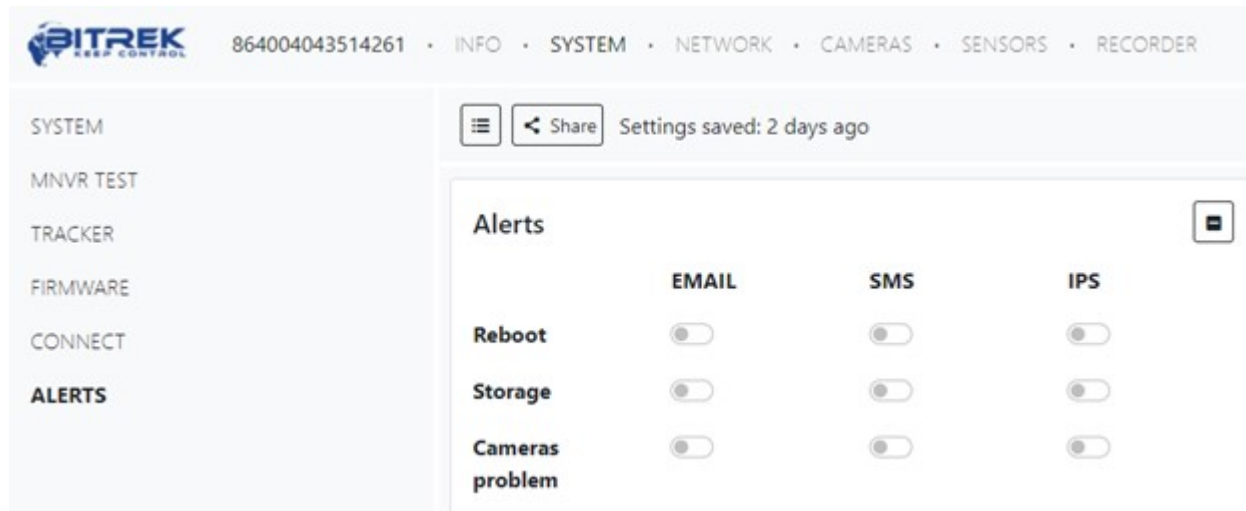 BITREK
KEEP CONTROL
864004043514261 · INFO · SYSTEM · NETWORK · CAMERAS · SENSORS · RECORDER
SYSTEM
MNVR TEST
TRACKER
FIRMWARE
CONNECT
ALERTS
Share Settings saved: 2 days ago
Alerts
EMAIL SMS IPS
Reboot
Storage
Cameras
problem